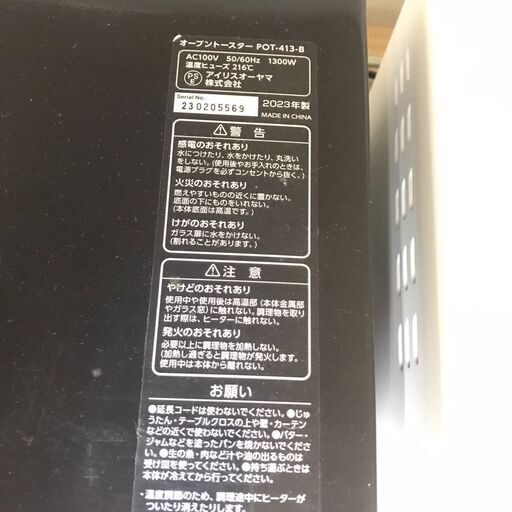 オーブントースター POT-413-B
AC100V 50/60Hz 1300W
温度ヒューズ 216℃
PS
E
アイリスオーヤマ
株式会社
Serial No.
230205569
2023年製
MADE IN CHINA
警告
感電のおそれあり
水につけたり、水をかけたり、丸洗い
をしない。(使用後やお手入れのときは、
電源プラグを必ずコンセントから抜く。)
火災のおそれあり
燃えやすいものの近くに置かない。
底面の下にものをいれない。
(本体底面は高温です。)
けがのおそれあり
ガラス扉に水をかけない。
(割れることがあります。)
注意
やけどのおそれあり
使用中や使用後は高温部(本体金属部
やガラス窓)に触れない。調理物を取り
出す際は、ヒーターに触れない。
発火のおそれあり
必要以上に調理物を加熱しない。
(加熱し過ぎると調理物が発火します。
使用中は本体から離れない。
お願い
●延長コードは使わないでください。●じゅ
うたん・テーブルクロスの上や壁・カーテン
などの近くで使わないでください。●バター・
ジャムなどを塗ったパンを焼かないでくださ
い。●生の魚・肉など汁や油の出るものは
受け皿を使ってください。●持ち運ぶときは
本体が冷えてから行ってください。
・温度調節のため、調理途中にヒーターが
ついたり消えたりします。